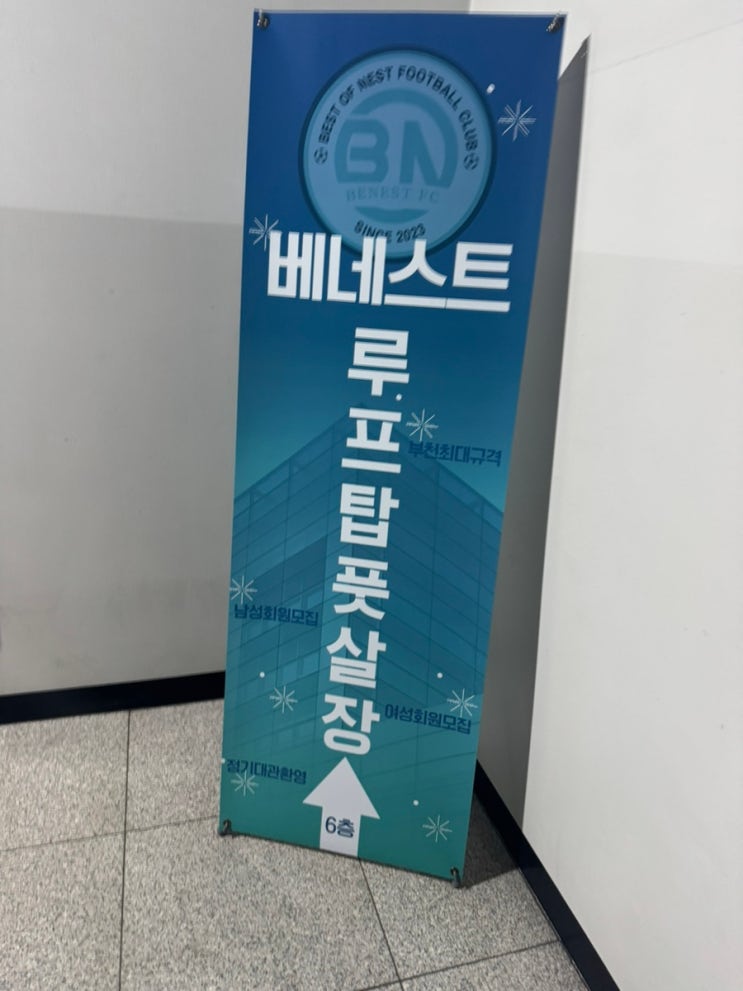 BEST OF NEST FOOTBALL CLUB
BN
BENEST FC
SINCE 2023
베네스트
루프탑풋살장
부천최대규격
남성회원모집
여성회원모집
정기대관환영
6층